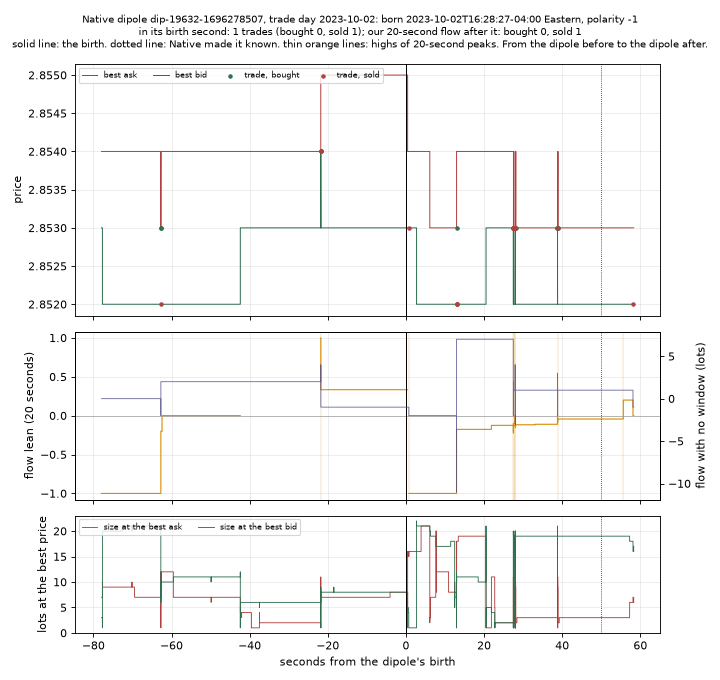 Native dipole dip-19632-1696278507, trade day 2023-10-02: born 2023-10-02T16:28:27-04:00 Eastern, polarity -1
in its birth second: 1 trades (bought 0, sold 1); our 20-second flow after it: bought 0, sold 1
solid line: the birth. dotted line: Native made it known. thin orange lines: highs of 20-second peaks. From the dipole before to the dipole after.
best ask
best bid
trade, bought
trade, sold
2.8550
2.8545
2.8540
2.8535
2.8530
2.8525
2.8520
price
1.0
0.5
0.0
−0.5
−1.0
flow lean (20 seconds)
5
0
−5
−10
flow with no window (lots)
size at the best ask
size at the best bid
20
15
10
5
0
lots at the best price
−80
−60
−40
−20
0
20
40
60
seconds from the dipole's birth